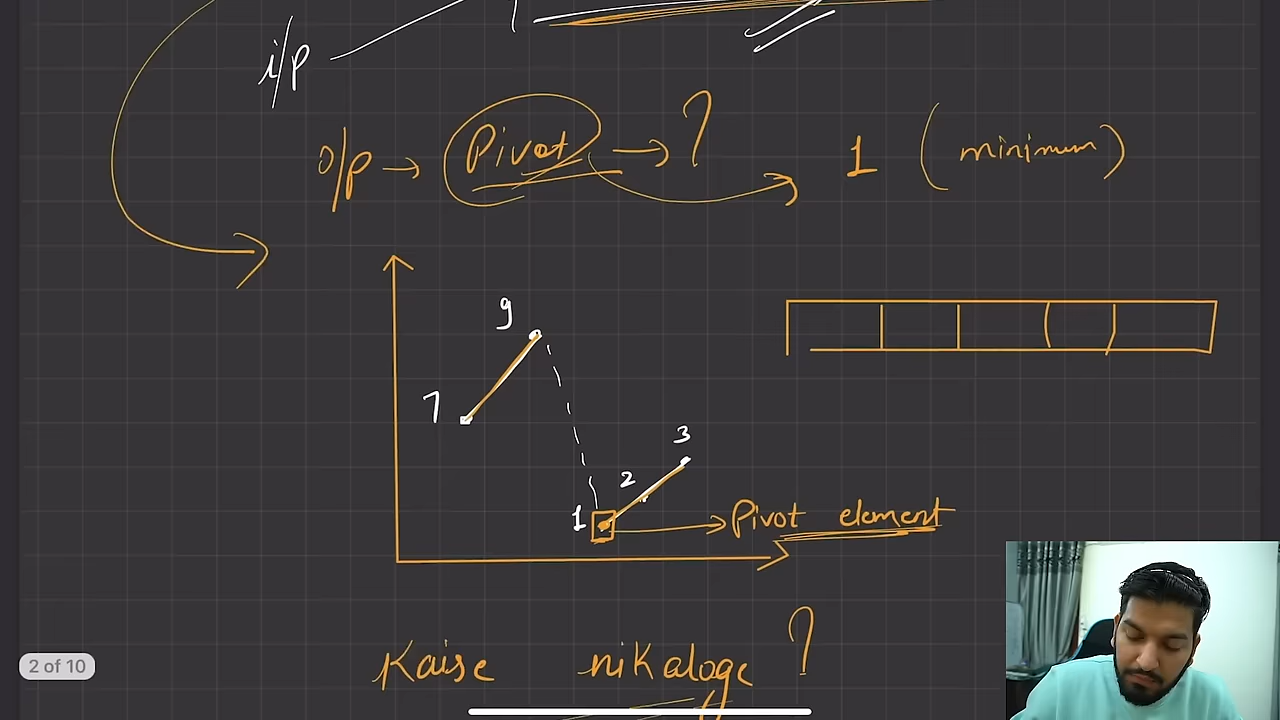 i/p
o/p → Pivot → ? 1 (minimum)
9
7
3
2
1 → Pivot element
Kaise nikaloge ?
2 of 10